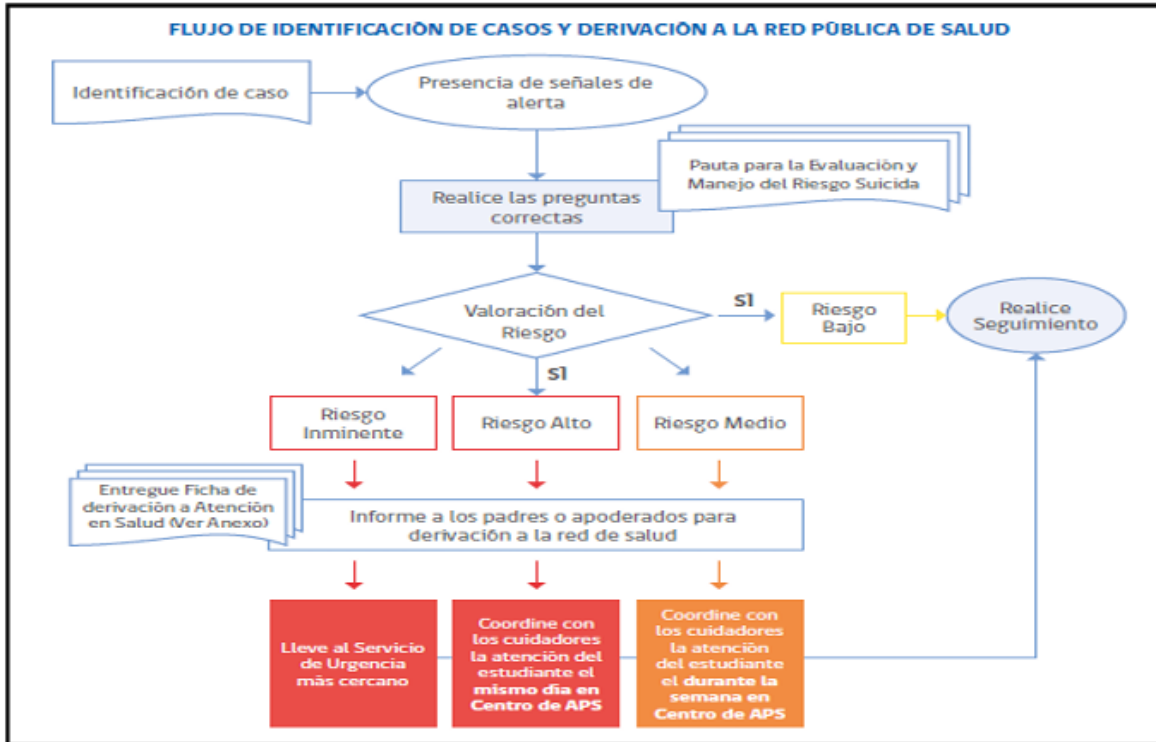 FLUJO DE IDENTIFICACIÓN DE CASOS Y DERIVACIÓN A LA RED PÚBLICA DE SALUD
Identificación de caso
Presencia de señales de
alerta
Pauta para la Evaluación y
Manejo del Riesgo Suicida
Realice las preguntas
correctas
Valoración del
Riesgo
SÍ
Riesgo
Bajo
Realice
Seguimiento
SÍ
Riesgo
Inminente
Riesgo Alto
Riesgo Medio
Entregue Ficha de
derivación a Atención
en Salud (Ver Anexo)
Informe a los padres o apoderados para
derivación a la red de salud
Lleve al Servicio
de Urgencia
más cercano
Coordine con
los cuidadores
la atención del
estudiante el
mismo día en
Centro de APS
Coordine con
los cuidadores
la atención
del estudiante
el durante la
semana en
Centro de APS